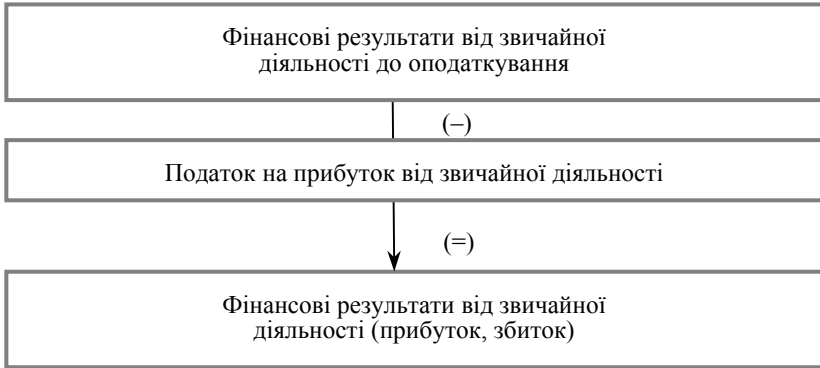 Фінансові результати від звичайної
діяльності до оподаткування
(–)
Податок на прибуток від звичайної діяльності
(=)
Фінансові результати від звичайної
діяльності (прибуток, збиток)